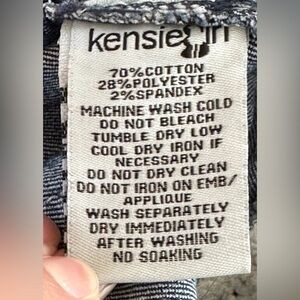 kensie
70%COTTON
28%POLYESTER
2%SPANDEX
MACHINE WASH COLD
DO NOT BLEACH
TUMBLE DRY LOW
COOL DRY IRON IF
NECESSARY
DO NOT DRY CLEAN
DO NOT IRON ON EMB/
APPLIQUE
WASH SEPARATELY
DRY IMMEDIATELY
AFTER WASHING
NO SOAKING